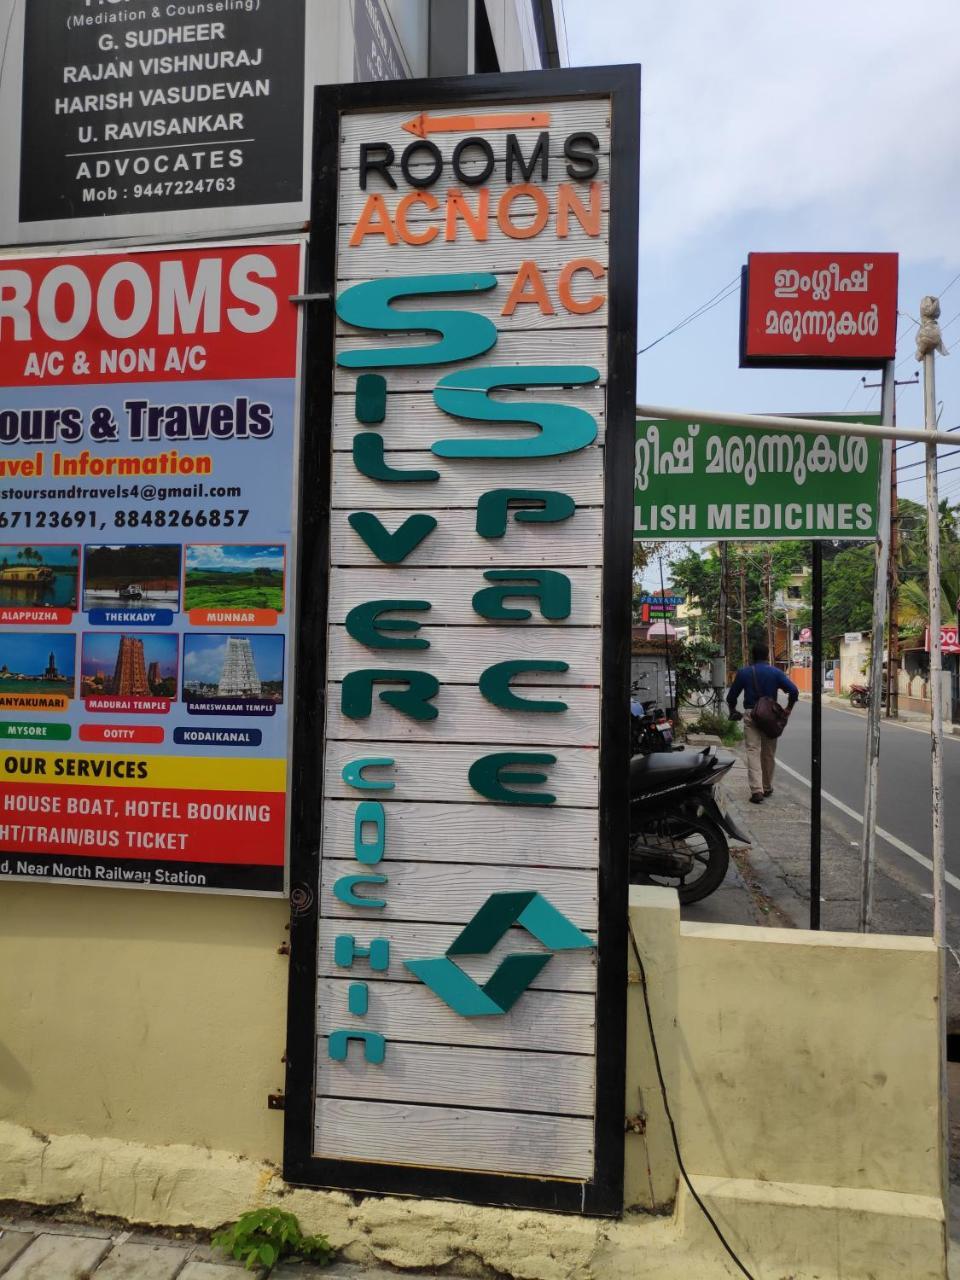 (Mediation & Counseling)
G. SUDHEER
RAJAN VISHNURAJ
HARISH VASUDEVAN
U. RAVISANKAR
ADVOCATES
Mob : 9447224763
ROOMS
A/C & NON A/C
ours & Travels
avel Information
stoursandtravels4@gmail.com
67123691, 8848266857
ALAPPUZHA
THEKKADY
MUNNAR
ANYAKUMARI
MADURAI TEMPLE
RAMESWARAM TEMPLE
MYSORE
OOTTY
KODAIKANAL
OUR SERVICES
HOUSE BOAT, HOTEL BOOKING
HT/TRAIN/BUS TICKET
d, Near North Railway Station
ROOMS
ACNON
AC
SILVER
SPACE
COCHIN
ഇംഗ്ലീഷ്
മരുന്നുകൾ
ഗ്ലീഷ് മരുന്നുകൾ
LISH MEDICINES
PRAYANA
ROOM